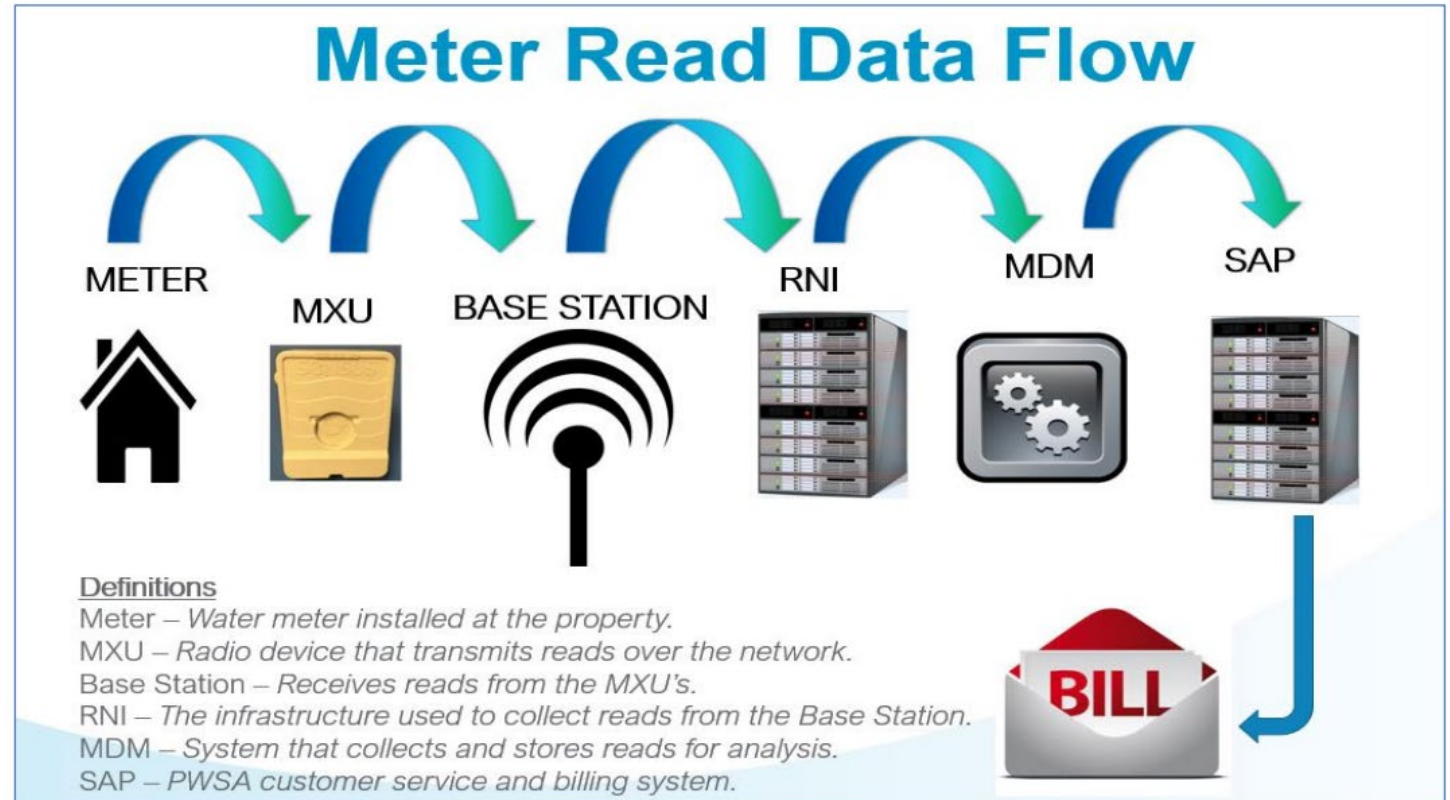 Meter Read Data Flow
METER
MXU
BASE STATION
RNI
MDM
SAP
Definitions
Meter – Water meter installed at the property.
MXU – Radio device that transmits reads over the network.
Base Station – Receives reads from the MXU's.
RNI – The infrastructure used to collect reads from the Base Station.
MDM – System that collects and stores reads for analysis.
SAP – PWSA customer service and billing system.
BILL